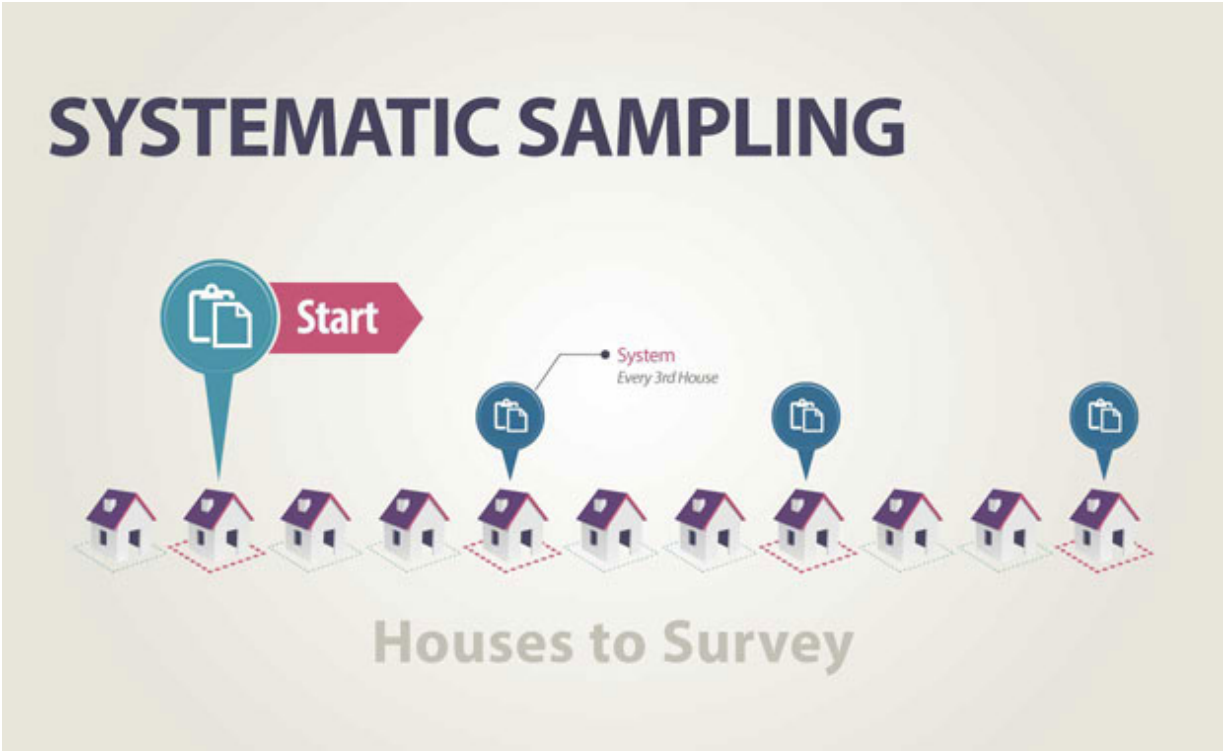 SYSTEMATIC SAMPLING
Start
System
Every 3rd House
Houses to Survey